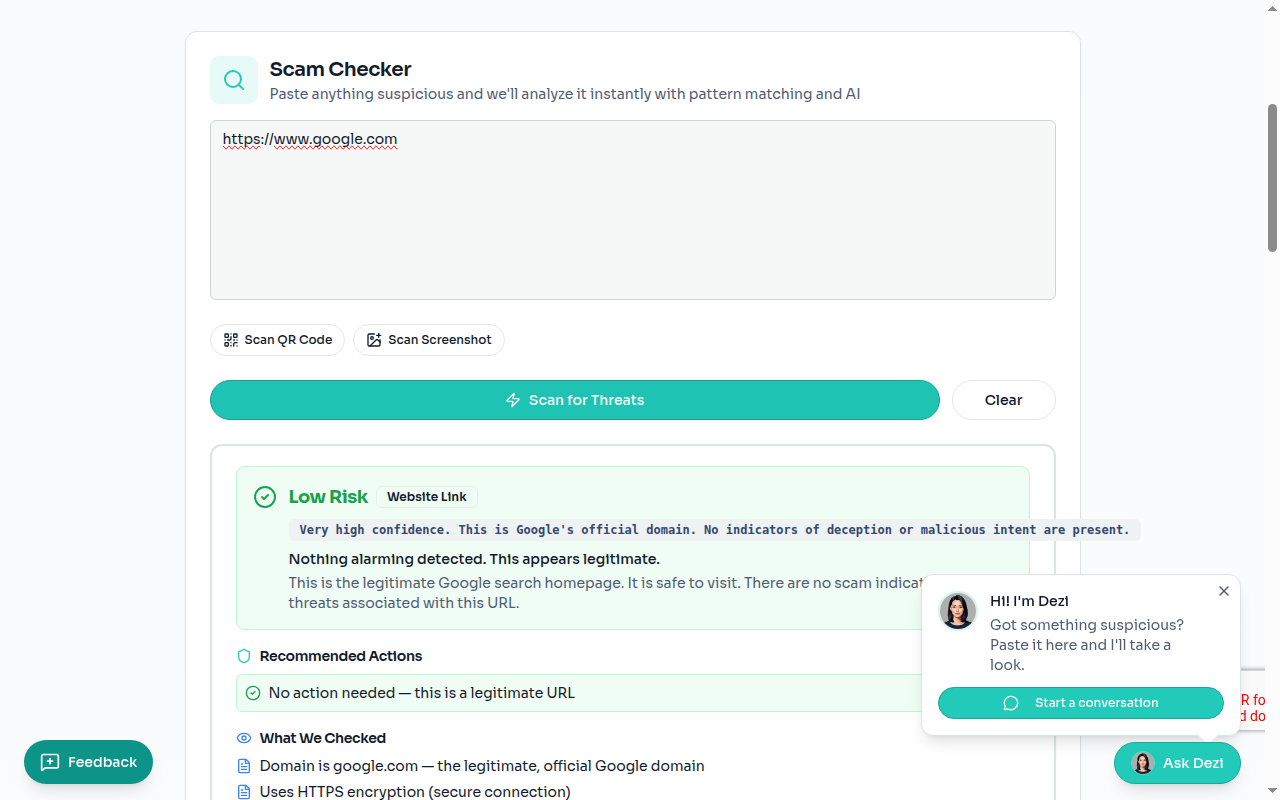 Scam Checker
Paste anything suspicious and we'll analyze it instantly with pattern matching and AI
https://www.google.com
Scan QR Code
Scan Screenshot
Scan for Threats
Clear
Low Risk
Website Link
Very high confidence. This is Google's official domain. No indicators of deception or malicious intent are present.
Nothing alarming detected. This appears legitimate.
This is the legitimate Google search homepage. It is safe to visit. There are no scam
threats associated with this URL.
Recommended Actions
No action needed — this is a legitimate URL
What We Checked
Domain is google.com — the legitimate, official Google domain
Uses HTTPS encryption (secure connection)
Hi! I'm Dezi
Got something suspicious?
Paste it here and I'll take a
look.
Start a conversation
Ask Dezi
Feedback